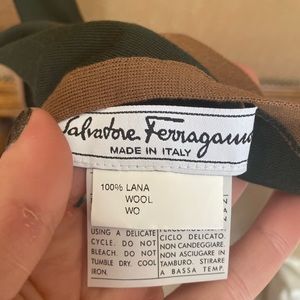 Salvatore Ferragamo
MADE IN ITALY
100% LANA
WOOL
WO
USING A DELICATE
CYCLE. DO NOT
BLEACH. DO NOT
TUMBLE DRY. COOL
IRON.
CICLO DELICATO.
NON CANDEGGIARE.
NON ASCIUGARE IN
TAMBURO. STIRARE
A BASSA TEMP.